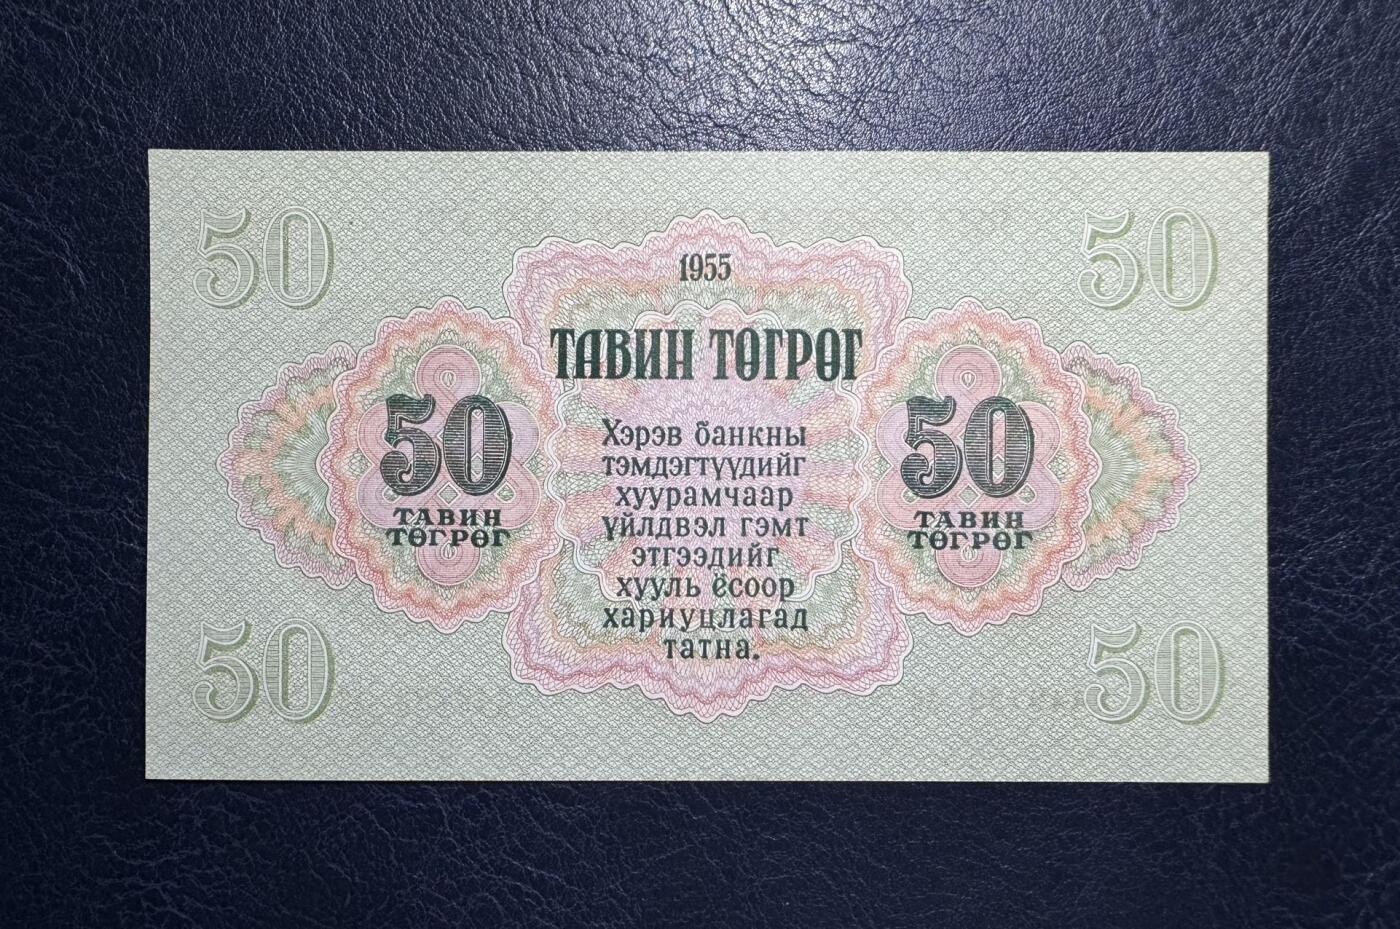 50 50
1955
ТАВИН ТӨГРӨГ
50 50
ТАВИН ТАВИН
ТӨГРӨГ ТӨГРӨГ
Хэрэв банкны
тэмдэгтүүдийг
хуурамчаар
үйлдвэл гэмт
этгээдийг
хууль ёсоор
хариуцлагад
татна.
50 50